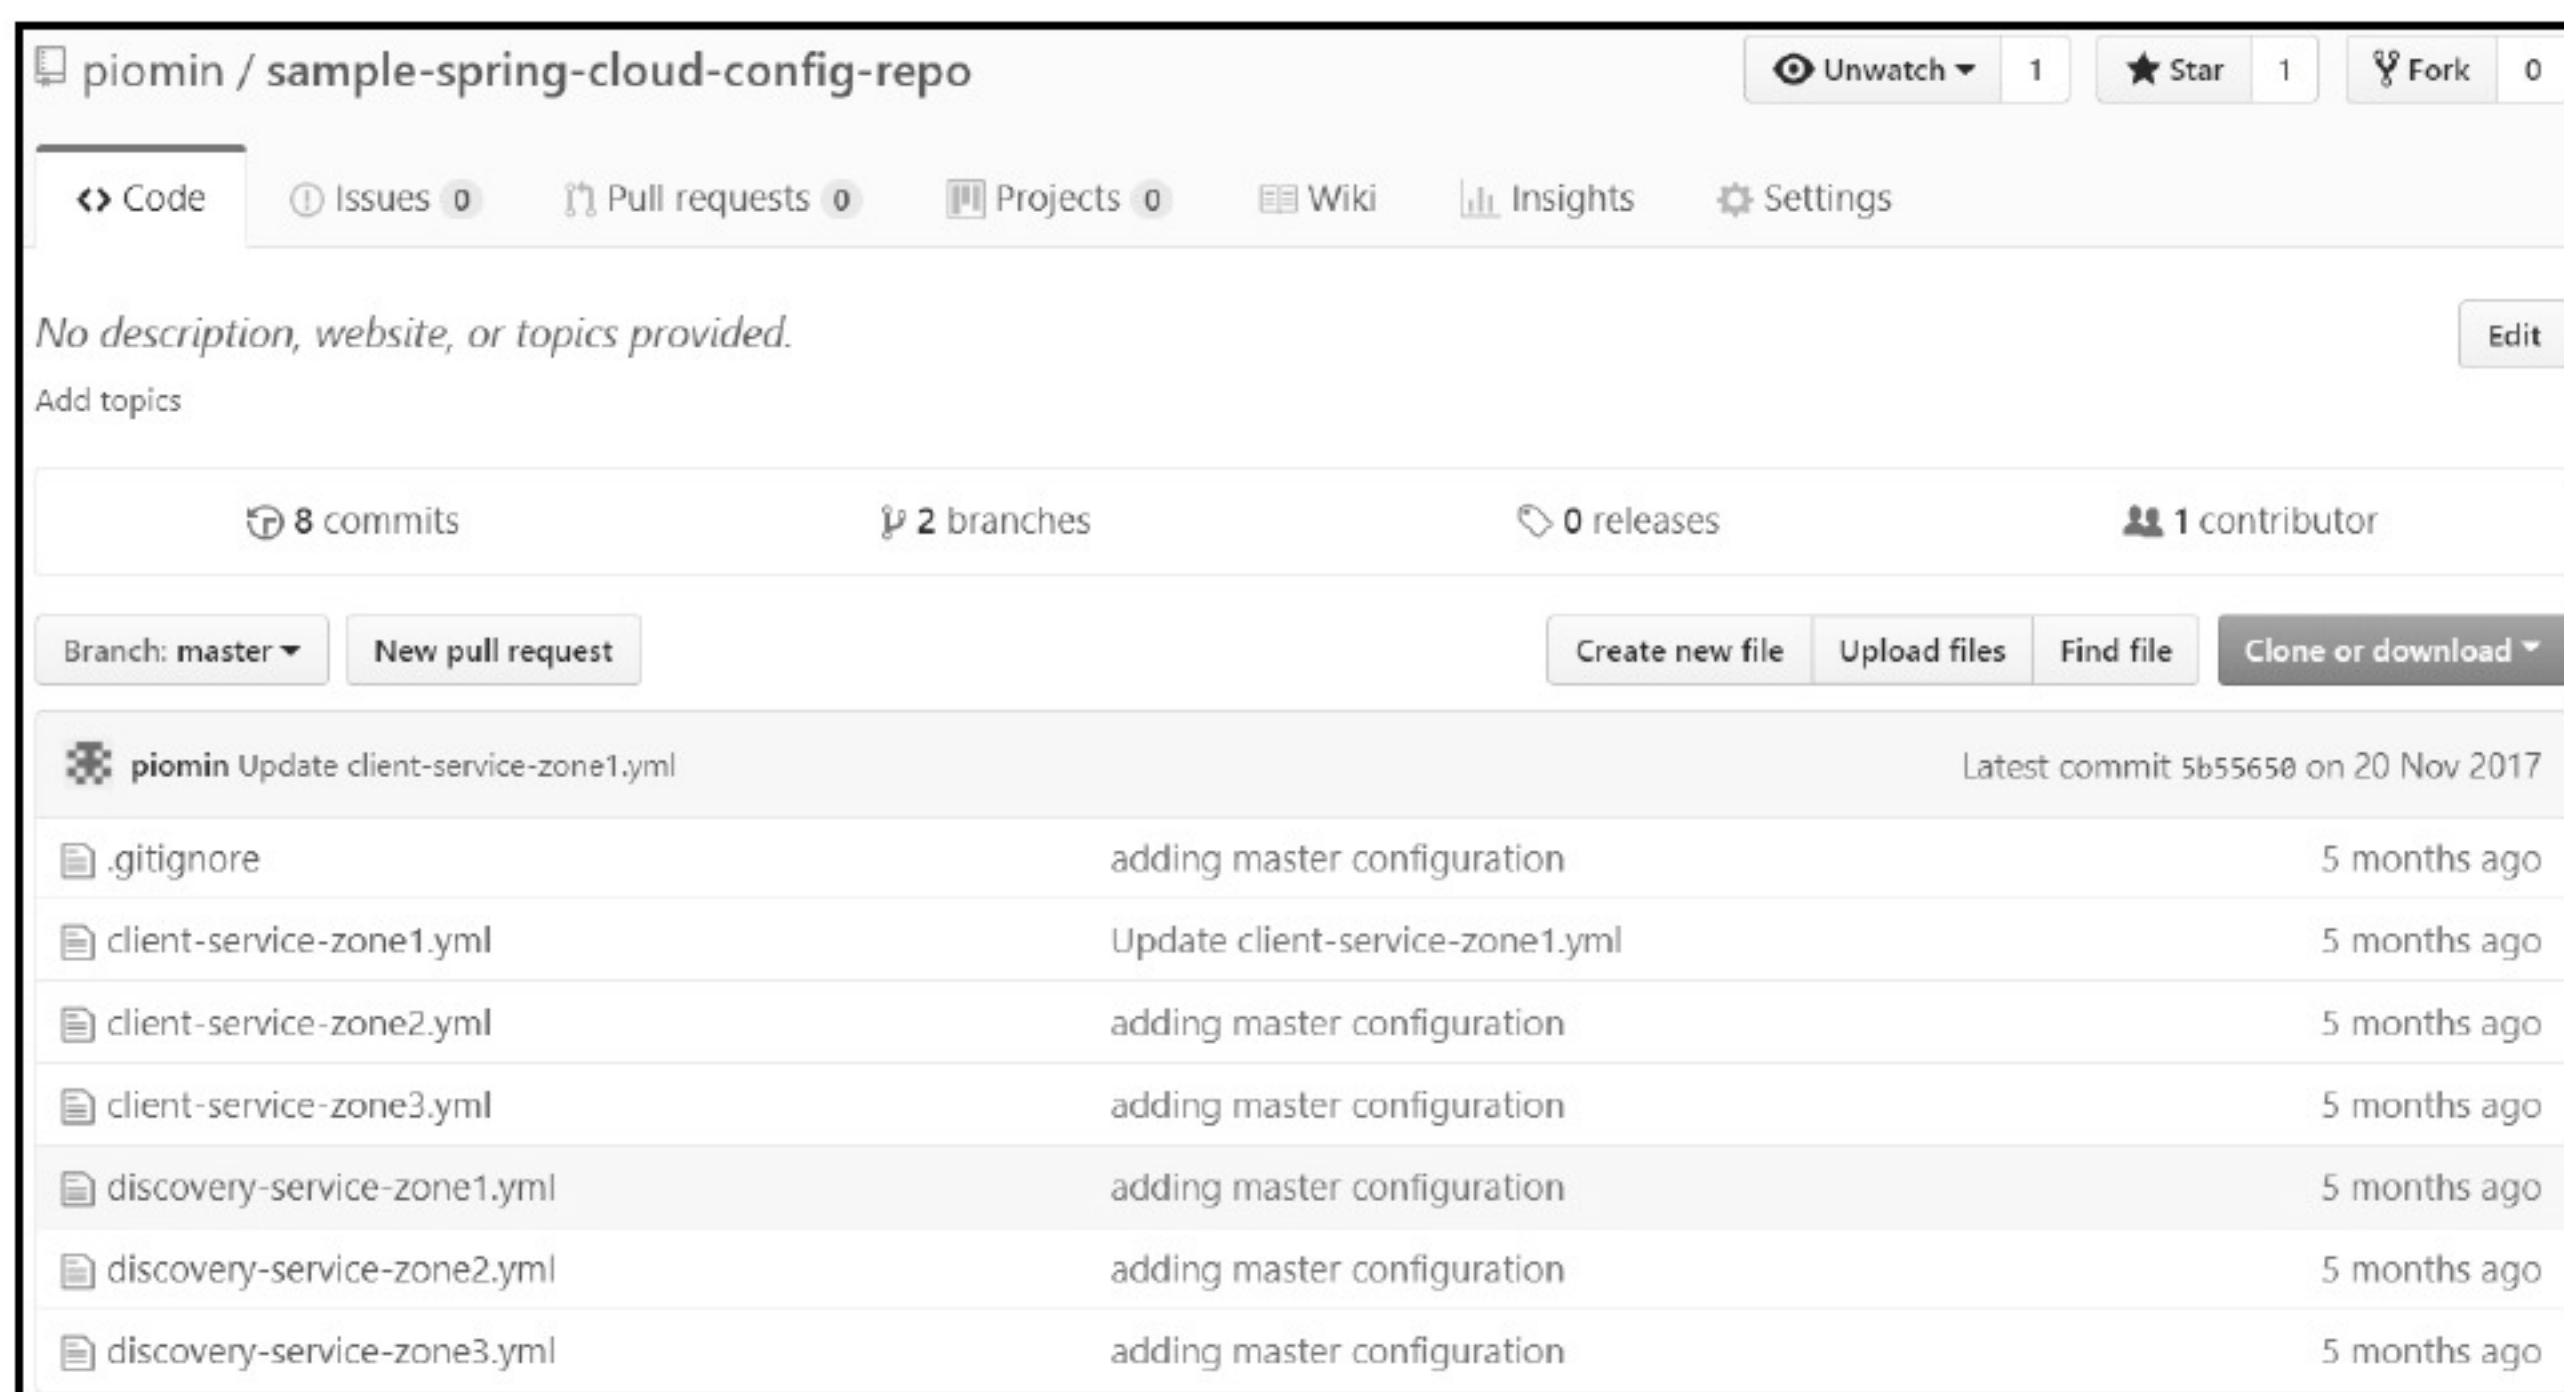 piomin / sample-spring-cloud-config-repo Unwatch 1 Star 1 Fork 0
Code Issues 0 Pull requests 0 Projects 0 Wiki Insights Settings
No description, website, or topics provided. Edit
Add topics
8 commits 2 branches 0 releases 1 contributor
Branch: master New pull request Create new file Upload files Find file Clone or download
piomin Update client-service-zone1.yml Latest commit 5b55650 on 20 Nov 2017
.gitignore adding master configuration 5 months ago
client-service-zone1.yml Update client-service-zone1.yml 5 months ago
client-service-zone2.yml adding master configuration 5 months ago
client-service-zone3.yml adding master configuration 5 months ago
discovery-service-zone1.yml adding master configuration 5 months ago
discovery-service-zone2.yml adding master configuration 5 months ago
discovery-service-zone3.yml adding master configuration 5 months ago